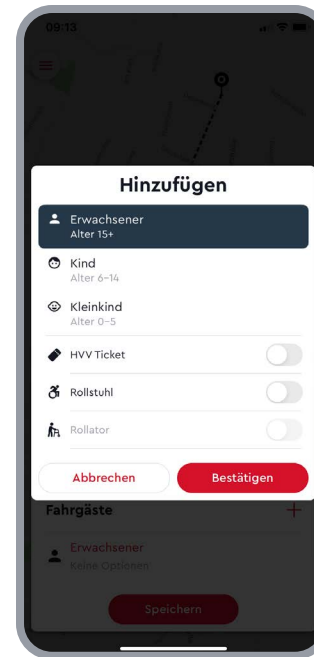 09:13
Hinzufügen
Erwachsener
Alter 15+
Kind
Alter 6–14
Kleinkind
Alter 0–5
HVV Ticket
Rollstuhl
Rollator
Abbrechen
Bestätigen
Fahrgäste
Erwachsener
Keine Optionen
Speichern